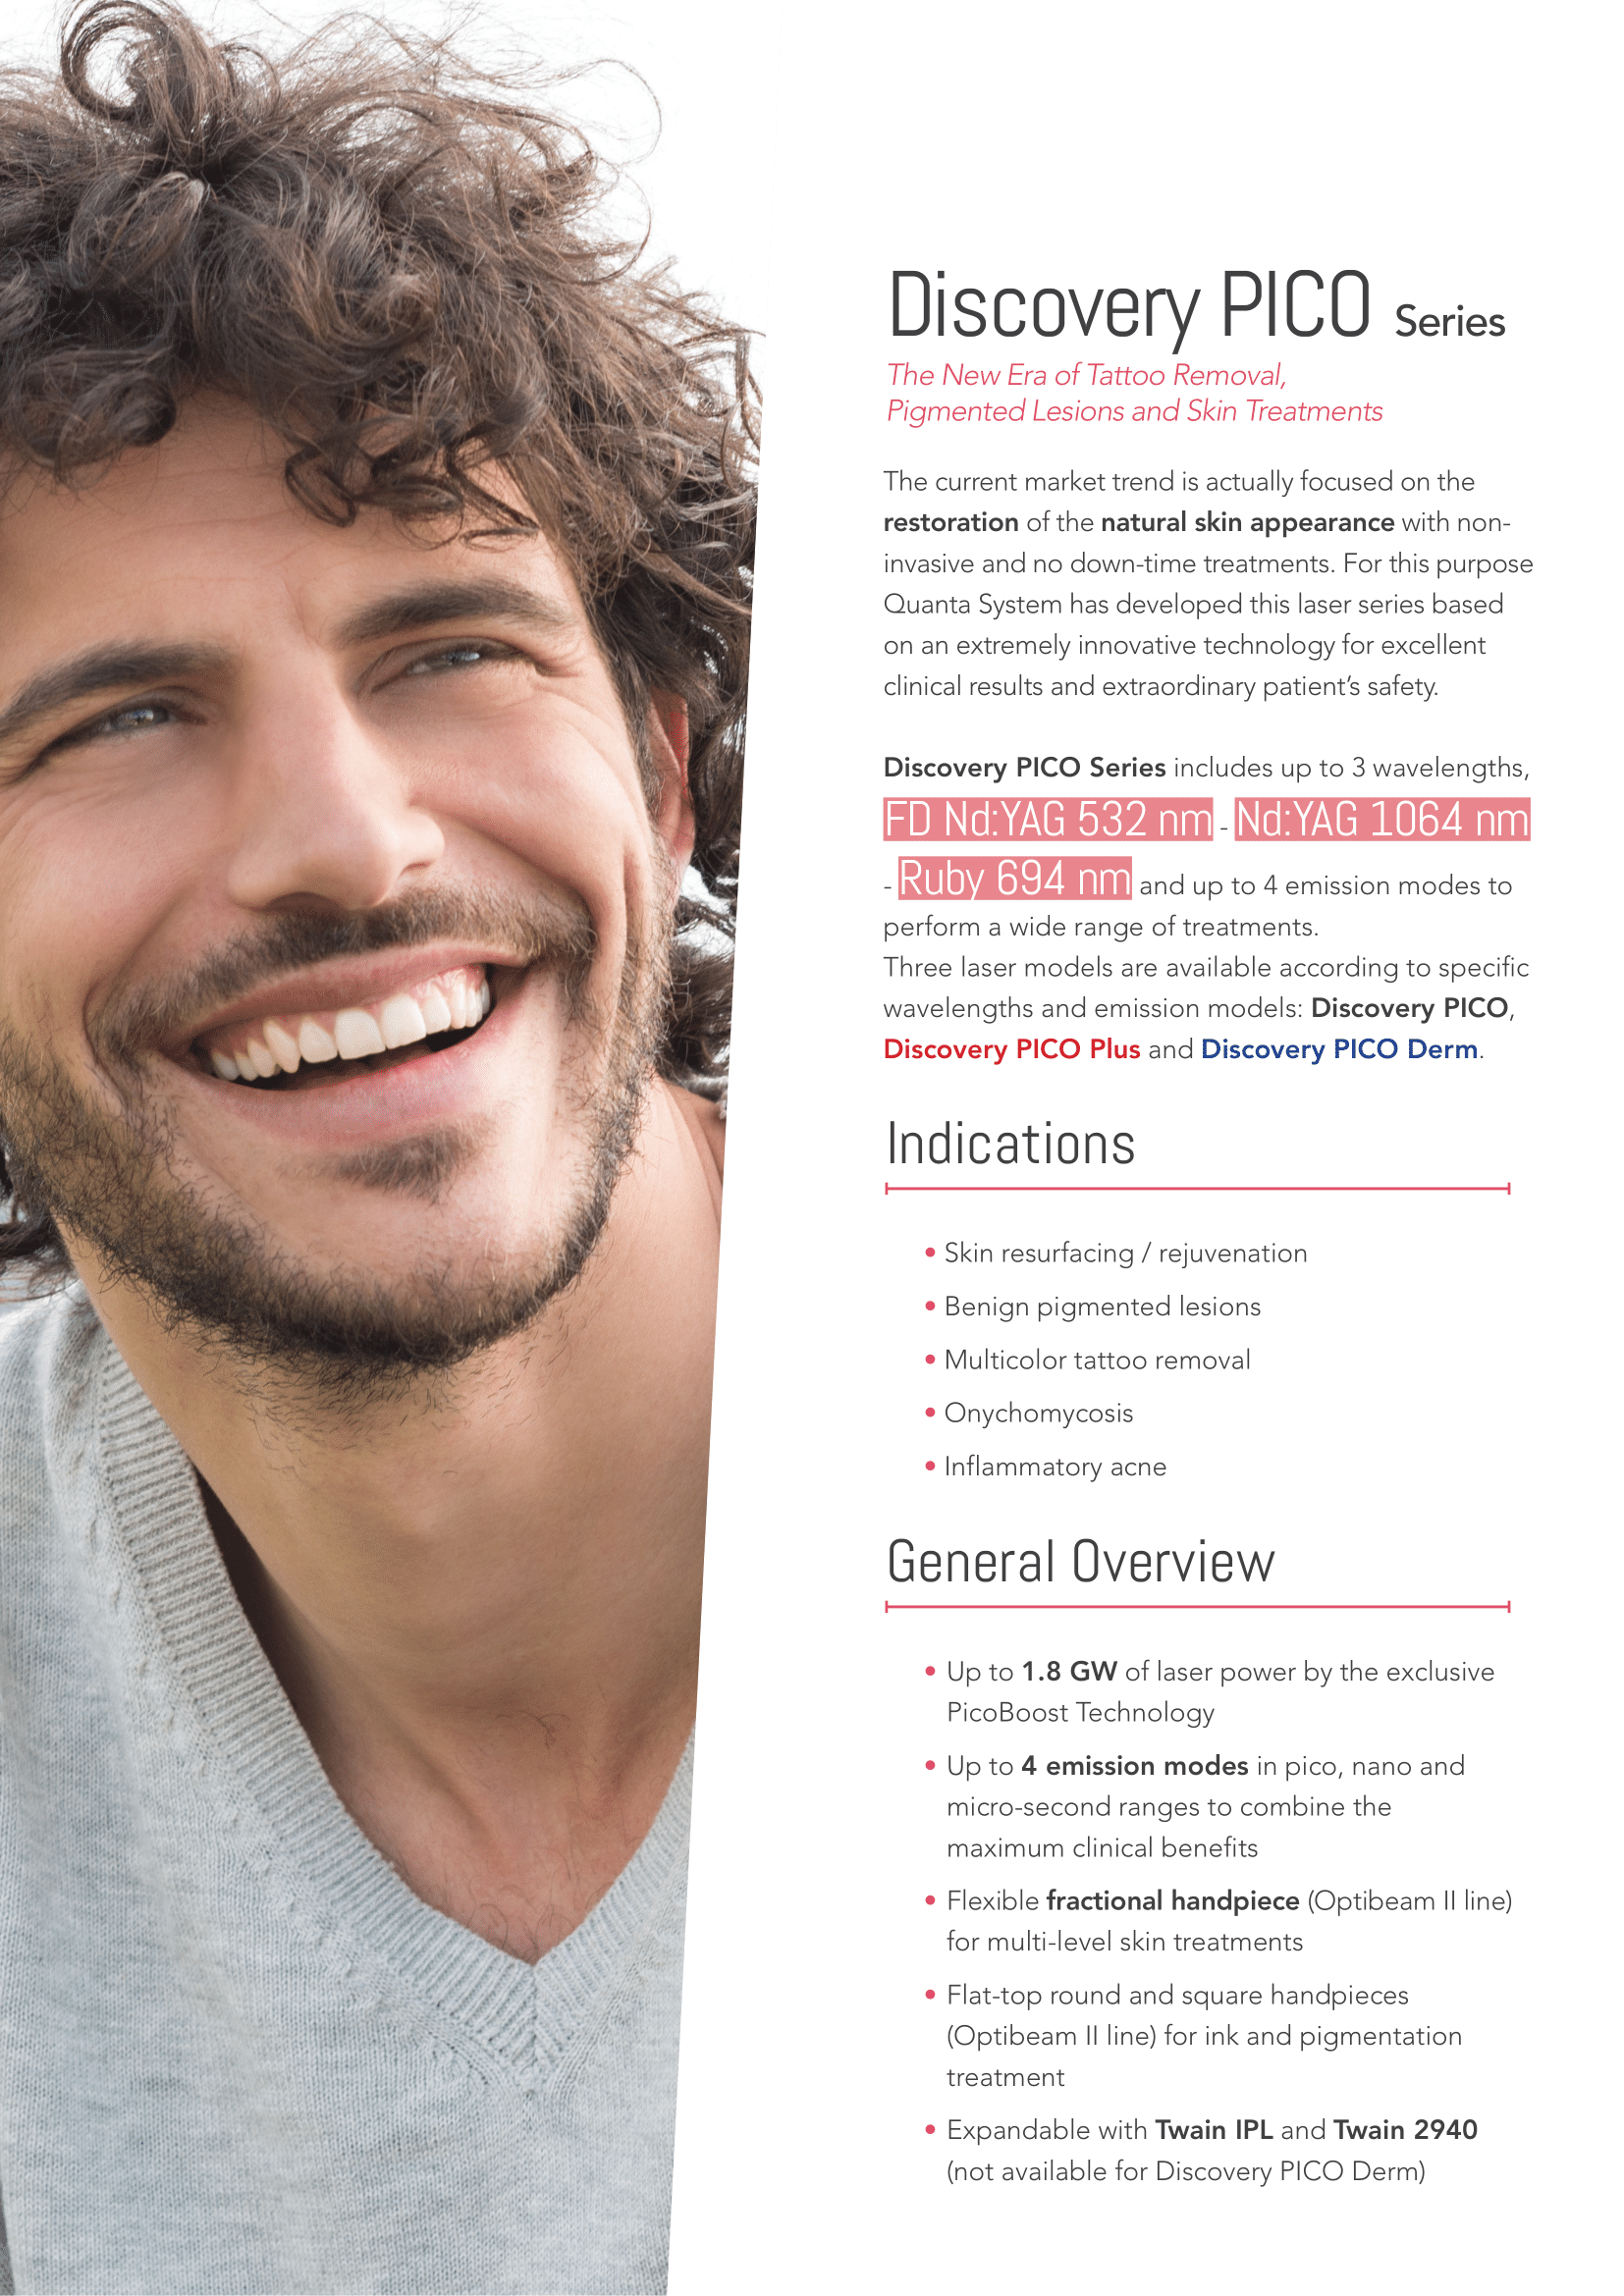 Discovery PICO Series
The New Era of Tattoo Removal,
Pigmented Lesions and Skin Treatments
The current market trend is actually focused on the
restoration of the natural skin appearance with non-
invasive and no down-time treatments. For this purpose
Quanta System has developed this laser series based
on an extremely innovative technology for excellent
clinical results and extraordinary patient’s safety.
Discovery PICO Series includes up to 3 wavelengths,
FD Nd:YAG 532 nm - Nd:YAG 1064 nm
- Ruby 694 nm and up to 4 emission modes to
perform a wide range of treatments.
Three laser models are available according to specific
wavelengths and emission models: Discovery PICO,
Discovery PICO Plus and Discovery PICO Derm.
Indications
• Skin resurfacing / rejuvenation
• Benign pigmented lesions
• Multicolor tattoo removal
• Onychomycosis
• Inflammatory acne
General Overview
• Up to 1.8 GW of laser power by the exclusive
PicoBoost Technology
• Up to 4 emission modes in pico, nano and
micro-second ranges to combine the
maximum clinical benefits
• Flexible fractional handpiece (Optibeam II line)
for multi-level skin treatments
• Flat-top round and square handpieces
(Optibeam II line) for ink and pigmentation
treatment
• Expandable with Twain IPL and Twain 2940
(not available for Discovery PICO Derm)